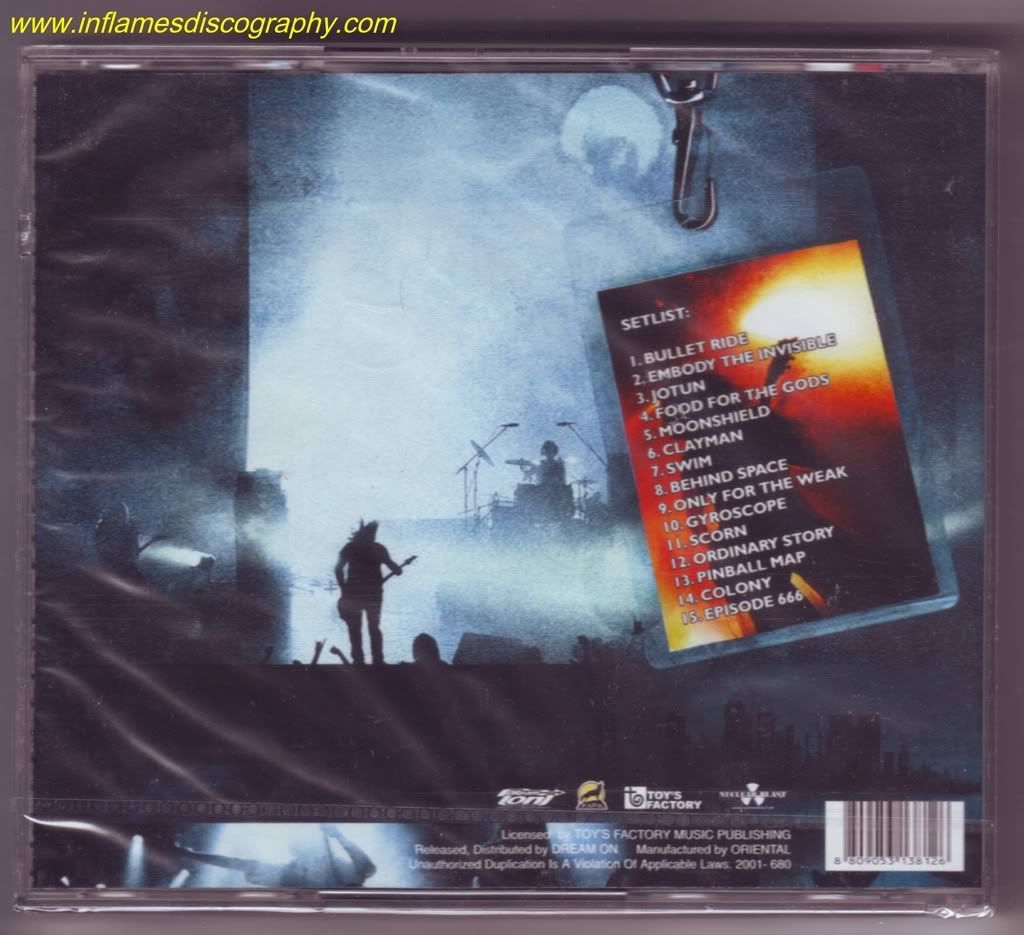 www.inflamesdiscography.com
SETLIST:
1. BULLET RIDE
2. EMBODY THE INVISIBLE
3. JOTUN
4. FOOD FOR THE GODS
5. MOONSHIELD
6. CLAYMAN
7. SWIM
8. BEHIND SPACE
9. ONLY FOR THE WEAK
10. GYROSCOPE
11. SCORN
12. ORDINARY STORY
13. PINBALL MAP
14. COLONY
15. EPISODE 666
TOY'S
FACTORY
NUCLEAR BLAST
Licensed by TOY'S FACTORY MUSIC PUBLISHING
Released, Distributed by DREAM ON Manufactured by ORIENTAL
Unauthorized Duplication Is A Violation Of Applicable Laws. 2001- 680
8 809053 138126